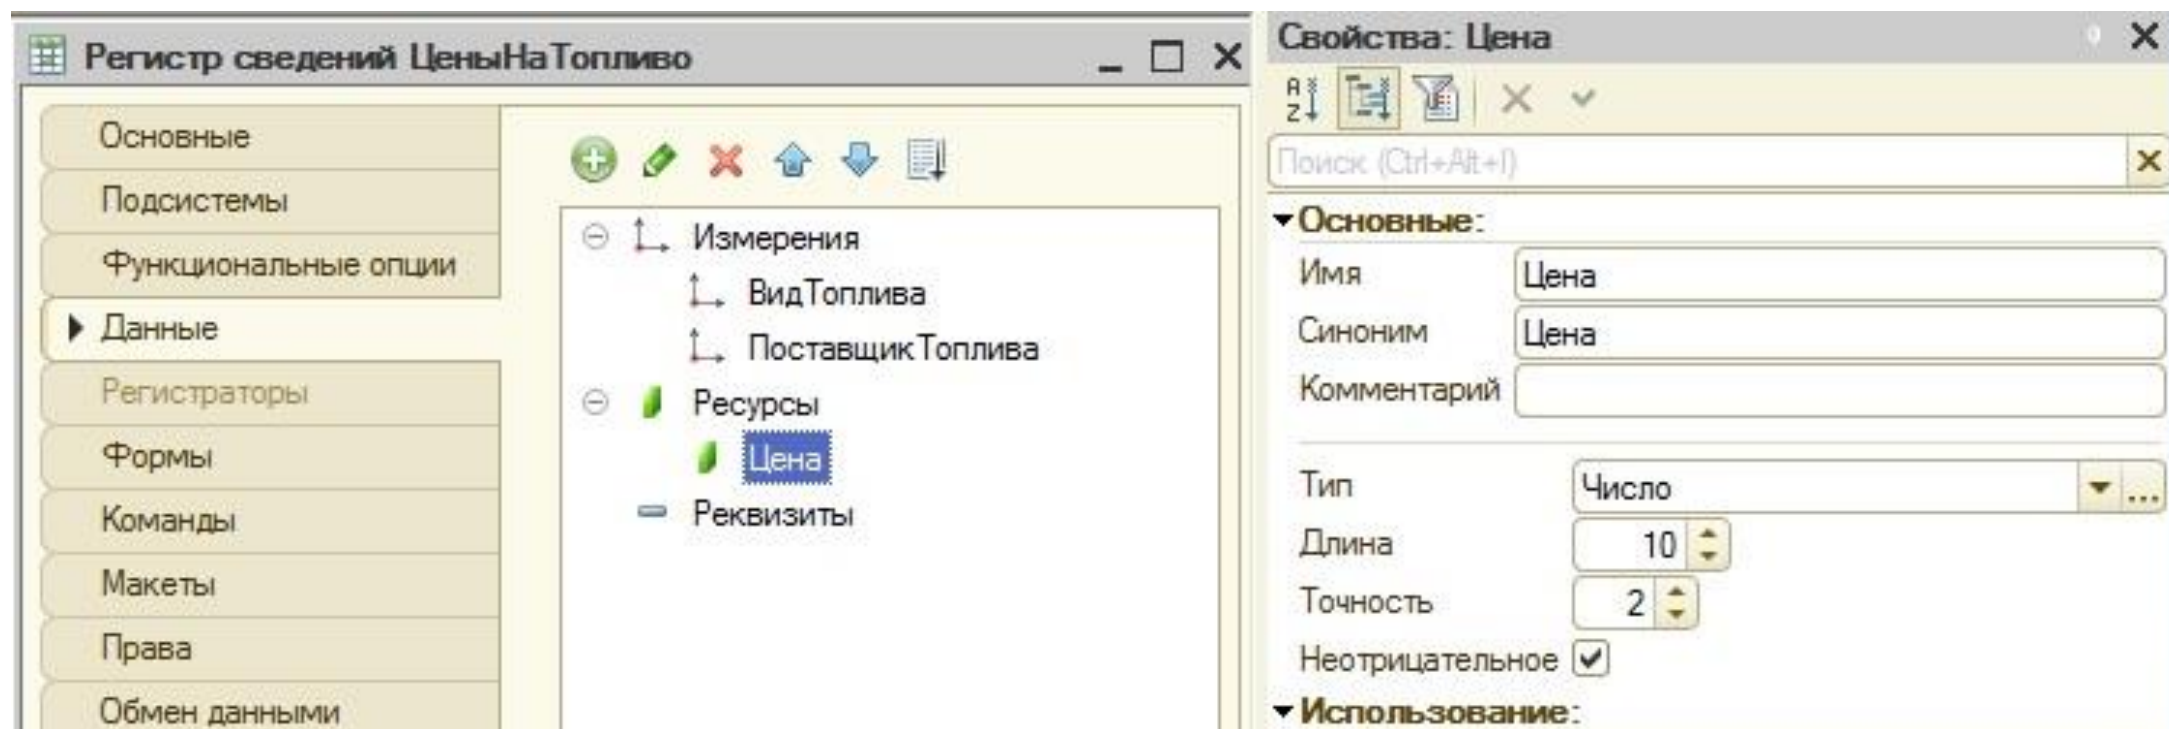 Регистр сведений ЦеныНаТопливо
Основные
Подсистемы
Функциональные опции
Данные
Регистраторы
Формы
Команды
Макеты
Права
Обмен данными
Измерения
ВидТоплива
ПоставщикТоплива
Ресурсы
Цена
Реквизиты
Свойства: Цена
Поиск (Ctrl+Alt+I)
Основные:
Имя Цена
Синоним Цена
Комментарий
Тип Число ...
Длина 10
Точность 2
Неотрицательное
Использование: